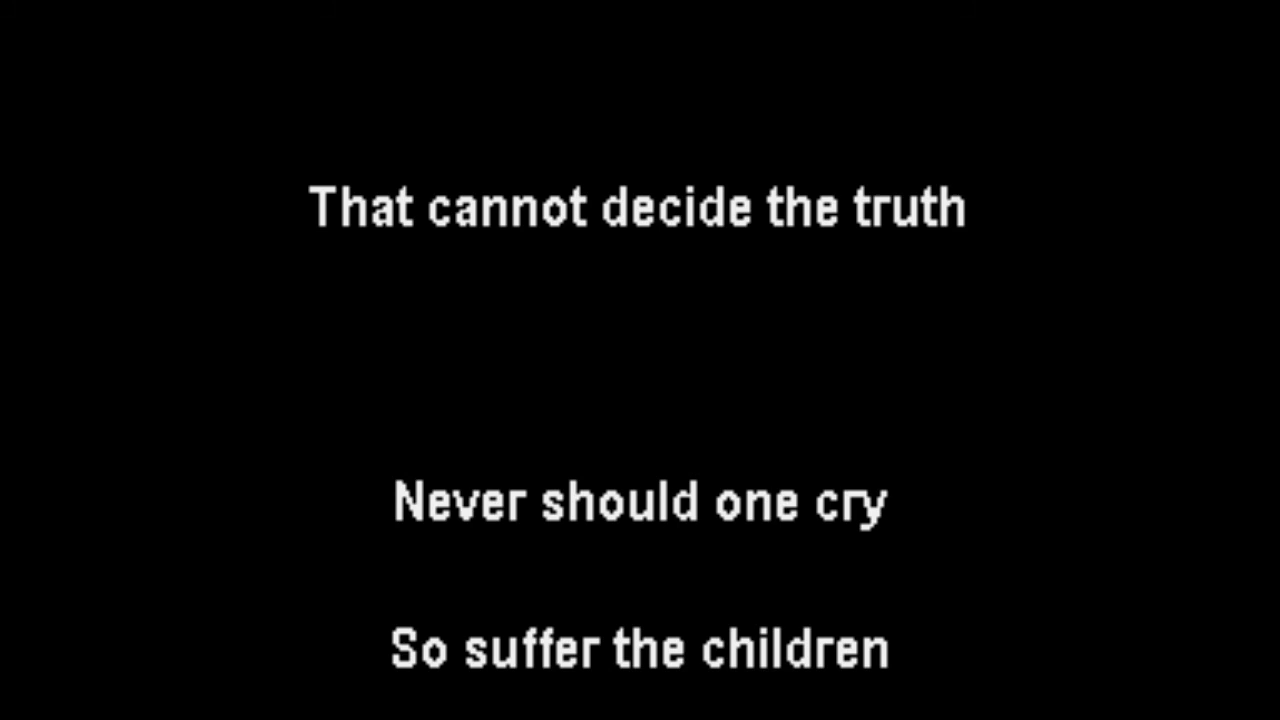 That cannot decide the truth
Never should one cry
So suffer the children